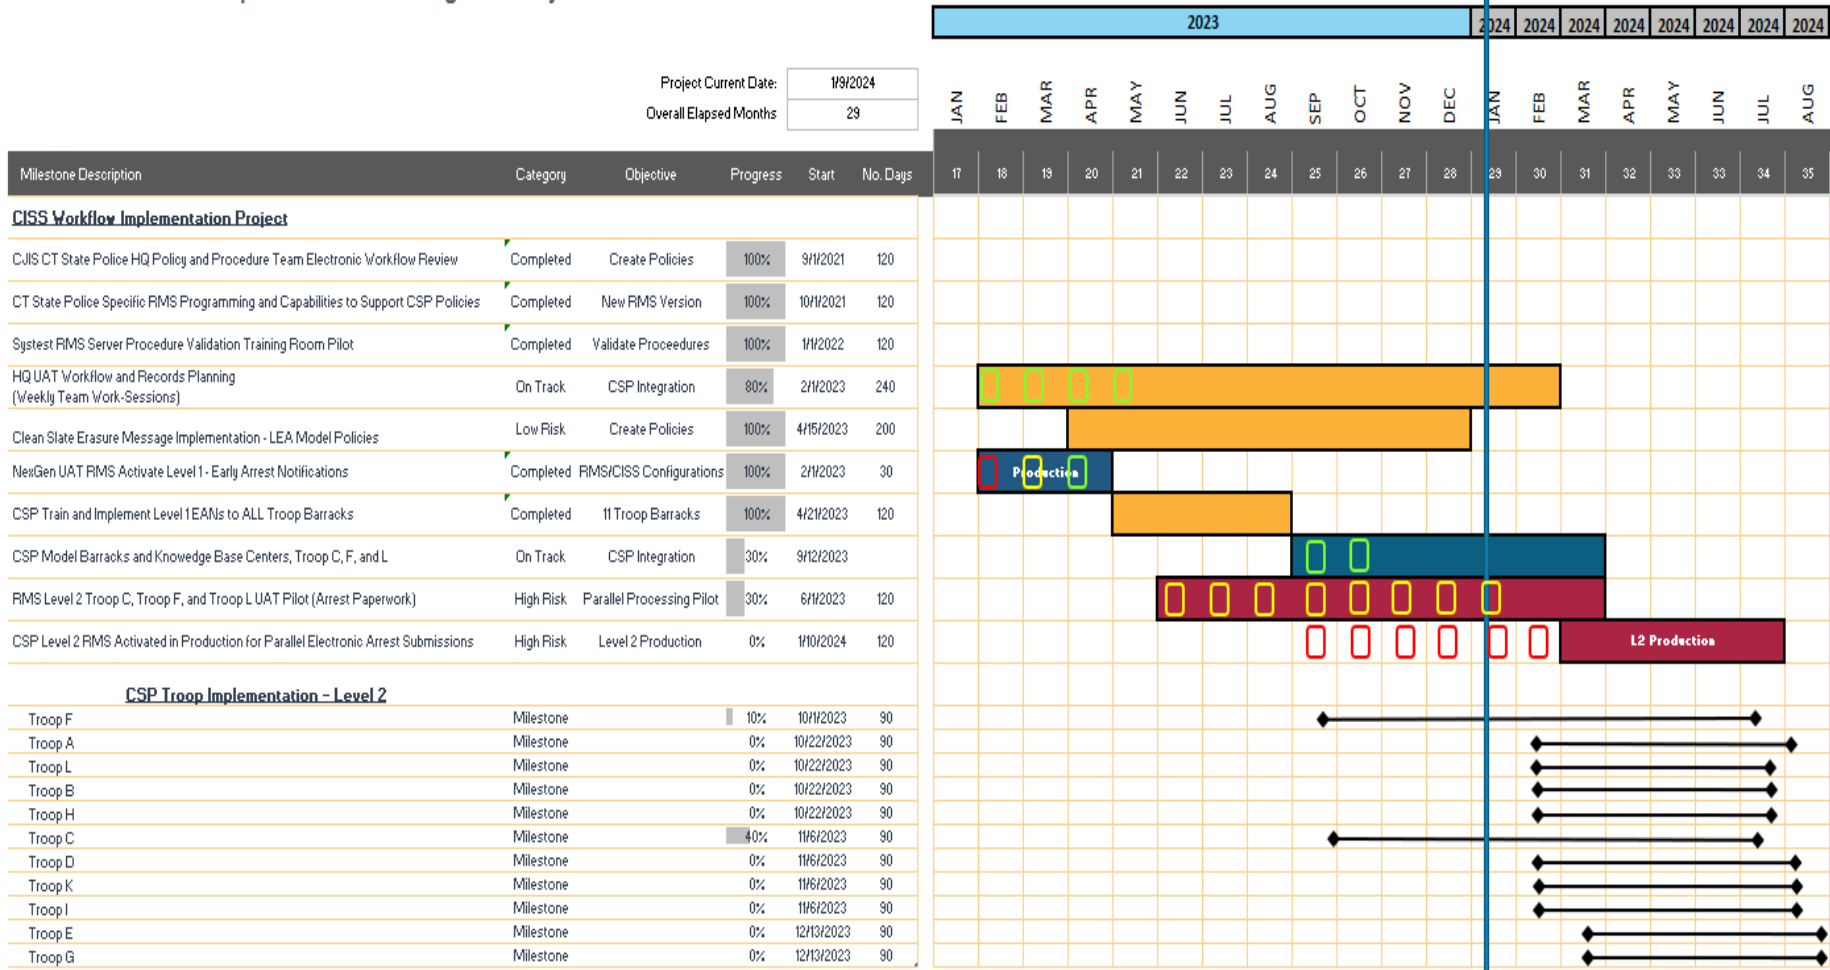 2023 2024 2024 2024 2024 2024 2024 2024 2024
Project Current Date: 1/9/2024
Overall Elapsed Months 29
JAN FEB MAR APR MAY JUN JUL AUG SEP OCT NOV DEC JAN FEB MAR APR MAY JUN JUL AUG
Milestone Description Category Objective Progress Start No. Days 17 18 19 20 21 22 23 24 25 26 27 28 29 30 31 32 33 33 34 35
CISS Workflow Implementation Project
CJIS CT State Police HQ Policy and Procedure Team Electronic Workflow Review Completed Create Policies 100% 9/1/2021 120
CT State Police Specific RMS Programming and Capabilities to Support CSP Policies Completed New RMS Version 100% 10/1/2021 120
Systest RMS Server Procedure Validation Training Room Pilot Completed Validate Proceedures 100% 1/1/2022 120
HQ UAT Workflow and Records Planning
(Weekly Team Work-Sessions) On Track CSP Integration 80% 2/1/2023 240
Clean Slate Erasure Message Implementation - LEA Model Policies Low Risk Create Policies 100% 4/15/2023 200
NexGen UAT RMS Activate Level 1 - Early Arrest Notifications Completed RMS/CISS Configurations 100% 2/1/2023 30 Production
CSP Train and Implement Level 1 EANs to ALL Troop Barracks Completed 11 Troop Barracks 100% 4/21/2023 120
CSP Model Barracks and Knowedge Base Centers, Troop C, F, and L On Track CSP Integration 30% 9/12/2023
RMS Level 2 Troop C, Troop F, and Troop L UAT Pilot (Arrest Paperwork) High Risk Parallel Processing Pilot 30% 6/1/2023 120
CSP Level 2 RMS Activated in Production for Parallel Electronic Arrest Submissions High Risk Level 2 Production 0% 1/10/2024 120 L2 Production
CSP Troop Implementation - Level 2
Troop F Milestone 10% 10/1/2023 90
Troop A Milestone 0% 10/22/2023 90
Troop L Milestone 0% 10/22/2023 90
Troop B Milestone 0% 10/22/2023 90
Troop H Milestone 0% 10/22/2023 90
Troop C Milestone 40% 11/6/2023 90
Troop D Milestone 0% 11/6/2023 90
Troop K Milestone 0% 11/6/2023 90
Troop I Milestone 0% 11/6/2023 90
Troop E Milestone 0% 12/13/2023 90
Troop G Milestone 0% 12/13/2023 90